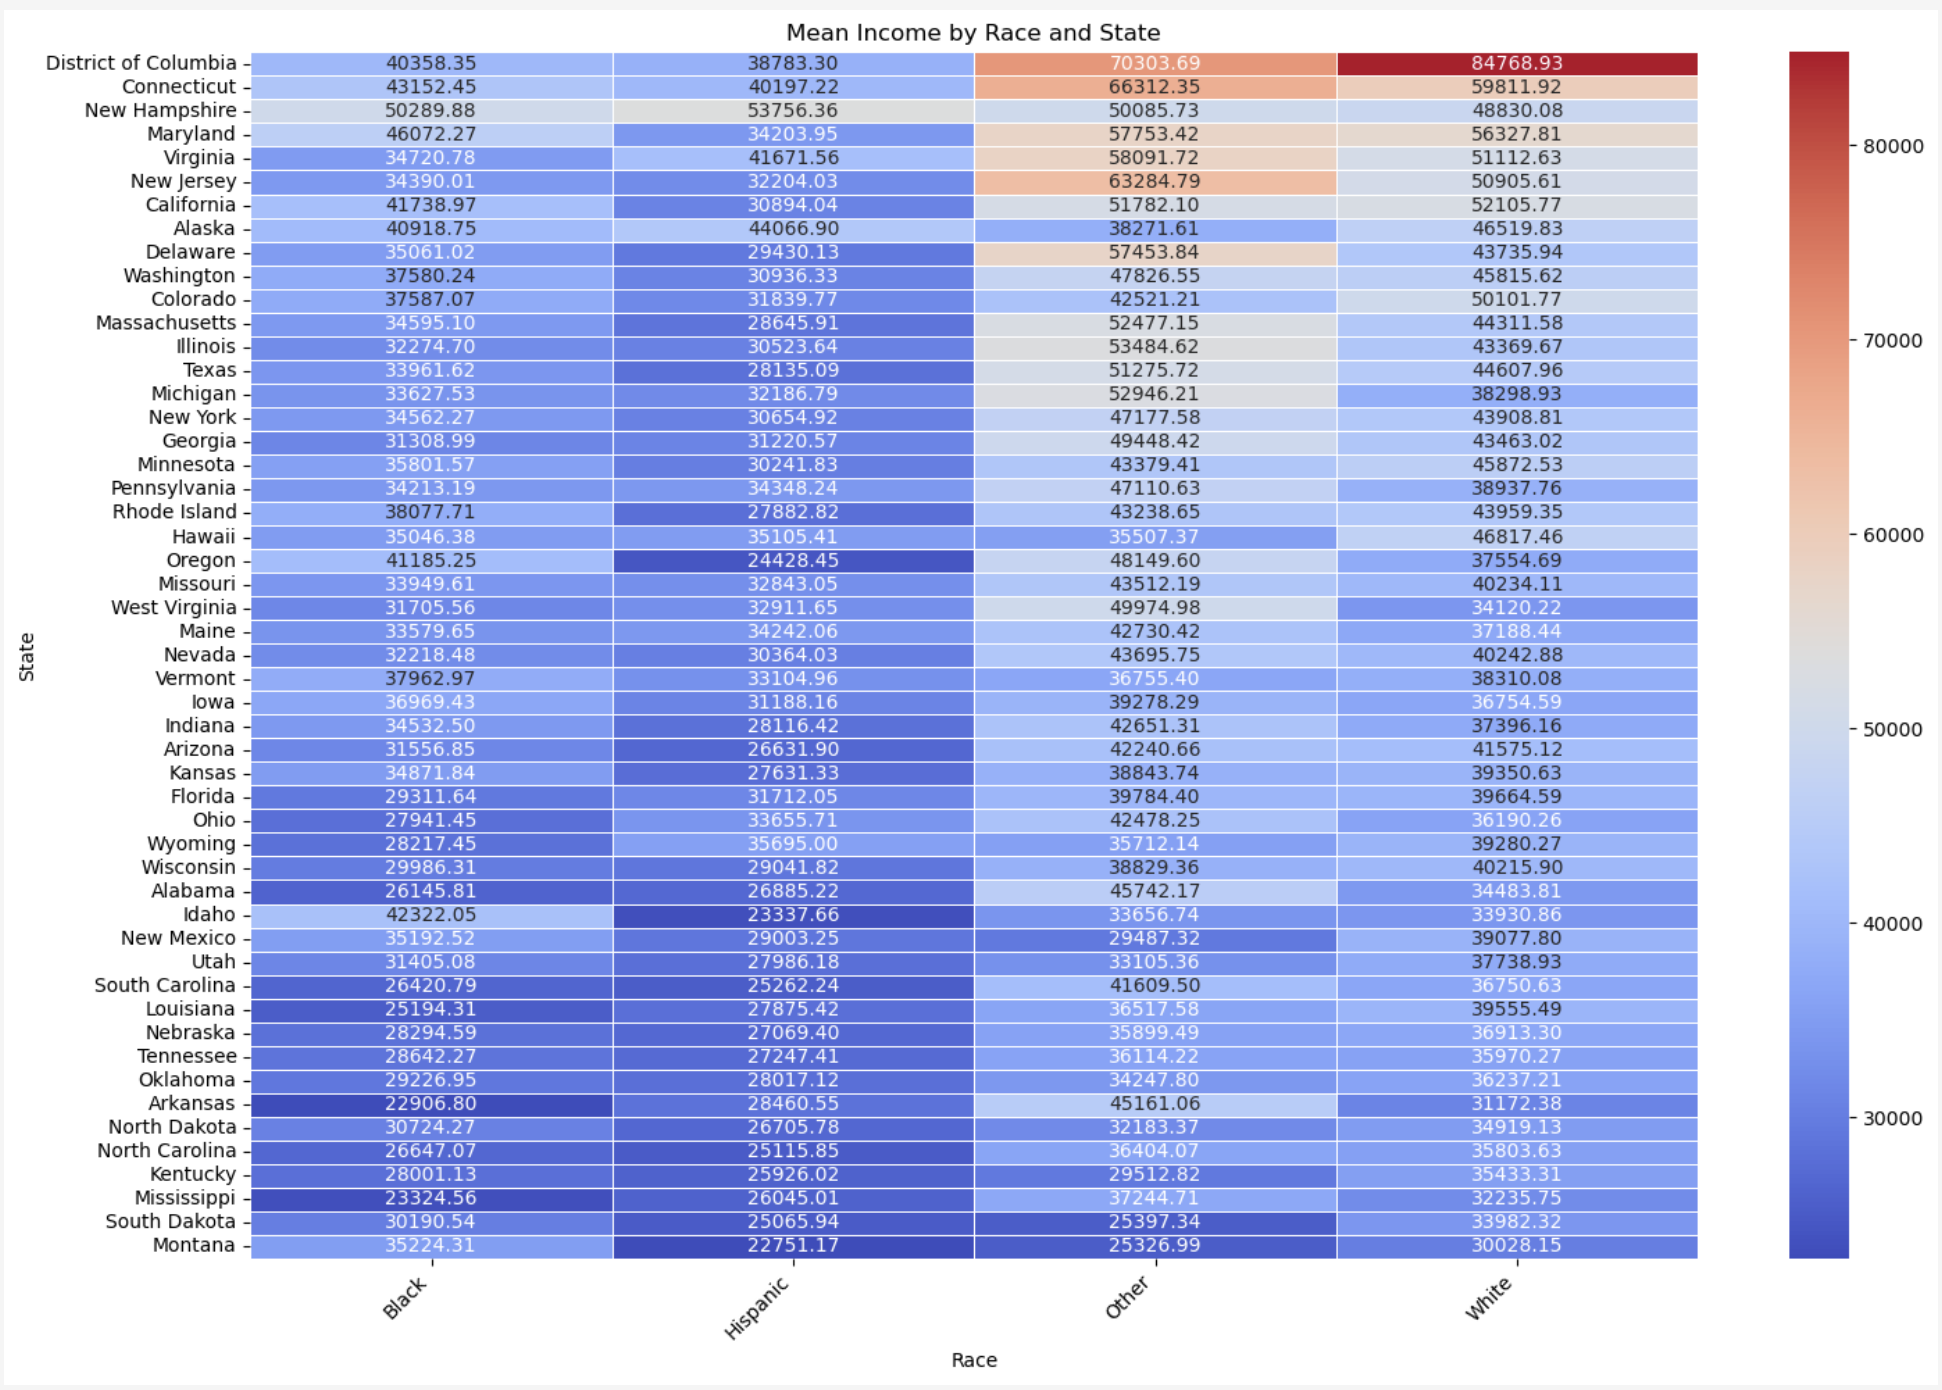 Mean Income by Race and State
District of Columbia 40358.35 38783.30 70303.69 84768.93
Connecticut 43152.45 40197.22 66312.35 59811.92
New Hampshire 50289.88 53756.36 50085.73 48830.08
Maryland 46072.27 34203.95 57753.42 56327.81
Virginia 34720.78 41671.56 58091.72 51112.63
New Jersey 34390.01 32204.03 63284.79 50905.61
California 41738.97 30894.04 51782.10 52105.77
Alaska 40918.75 44066.90 38271.61 46519.83
Delaware 35061.02 29430.13 57453.84 43735.94
Washington 37580.24 30936.33 47826.55 45815.62
Colorado 37587.07 31839.77 42521.21 50101.77
Massachusetts 34595.10 28645.91 52477.15 44311.58
Illinois 32274.70 30523.64 53484.62 43369.67
Texas 33961.62 28135.09 51275.72 44607.96
Michigan 33627.53 32186.79 52946.21 38298.93
New York 34562.27 30654.92 47177.58 43908.81
Georgia 31308.99 31220.57 49448.42 43463.02
Minnesota 35801.57 30241.83 43379.41 45872.53
Pennsylvania 34213.19 34348.24 47110.63 38937.76
Rhode Island 38077.71 27882.82 43238.65 43959.35
Hawaii 35046.38 35105.41 35507.37 46817.46
Oregon 41185.25 24428.45 48149.60 37554.69
Missouri 33949.61 32843.05 43512.19 40234.11
West Virginia 31705.56 32911.65 49974.98 34120.22
Maine 33579.65 34242.06 42730.42 37188.44
Nevada 32218.48 30364.03 43695.75 40242.88
Vermont 37962.97 33104.96 36755.40 38310.08
Iowa 36969.43 31188.16 39278.29 36754.59
Indiana 34532.50 28116.42 42651.31 37396.16
Arizona 31556.85 26631.90 42240.66 41575.12
Kansas 34871.84 27631.33 38843.74 39350.63
Florida 29311.64 31712.05 39784.40 39664.59
Ohio 27941.45 33655.71 42478.25 36190.26
Wyoming 28217.45 35695.00 35712.14 39280.27
Wisconsin 29986.31 29041.82 38829.36 40215.90
Alabama 26145.81 26885.22 45742.17 34483.81
Idaho 42322.05 23337.66 33656.74 33930.86
New Mexico 35192.52 29003.25 29487.32 39077.80
Utah 31405.08 27986.18 33105.36 37738.93
South Carolina 26420.79 25262.24 41609.50 36750.63
Louisiana 25194.31 27875.42 36517.58 39555.49
Nebraska 28294.59 27069.40 35899.49 36913.30
Tennessee 28642.27 27247.41 36114.22 35970.27
Oklahoma 29226.95 28017.12 34247.80 36237.21
Arkansas 22906.80 28460.55 45161.06 31172.38
North Dakota 30724.27 26705.78 32183.37 34919.13
North Carolina 26647.07 25115.85 36404.07 35803.63
Kentucky 28001.13 25926.02 29512.82 35433.31
Mississippi 23324.56 26045.01 37244.71 32235.75
South Dakota 30190.54 25065.94 25397.34 33982.32
Montana 35224.31 22751.17 25326.99 30028.15
Black Hispanic Other White
Race
State
80000
70000
60000
50000
40000
30000